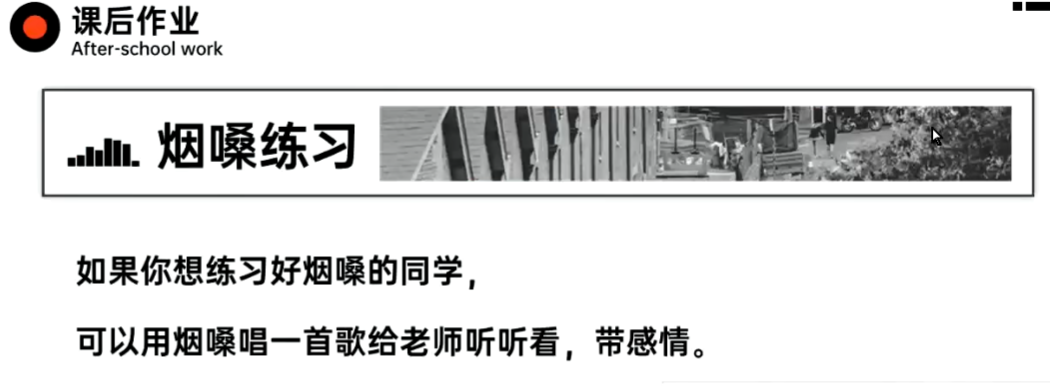 课后作业
After-school work
烟嗓练习
如果你想练习好烟嗓的同学，
可以用烟嗓唱一首歌给老师听听看，带感情。